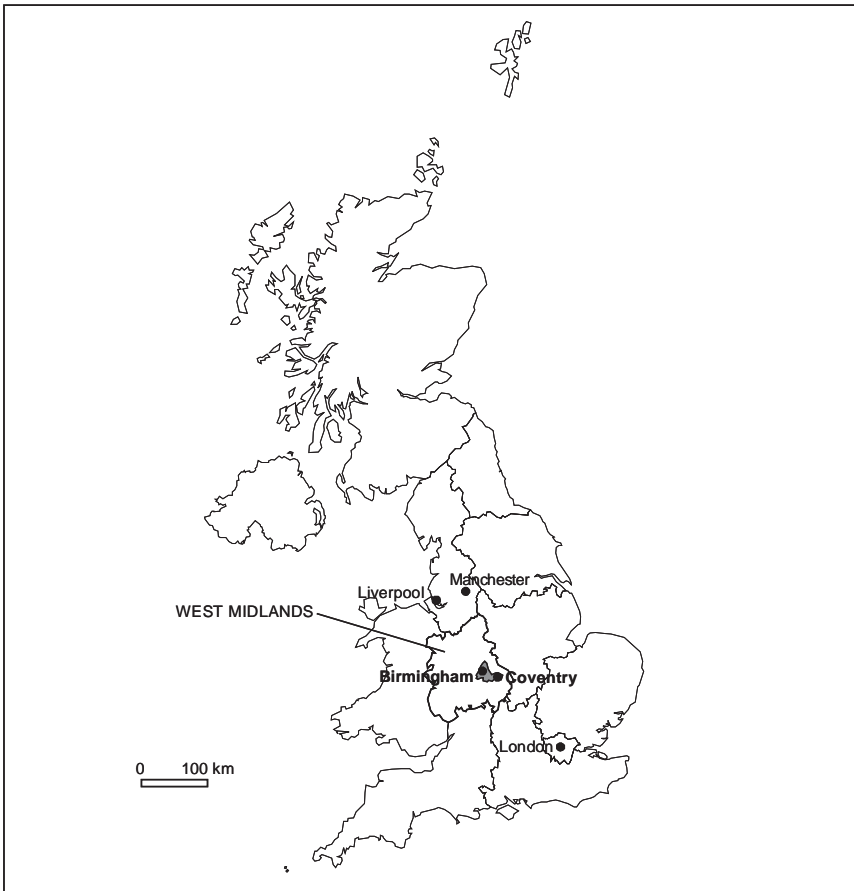 Manchester
Liverpool
WEST MIDLANDS
Birmingham
Coventry
London
0 100 km